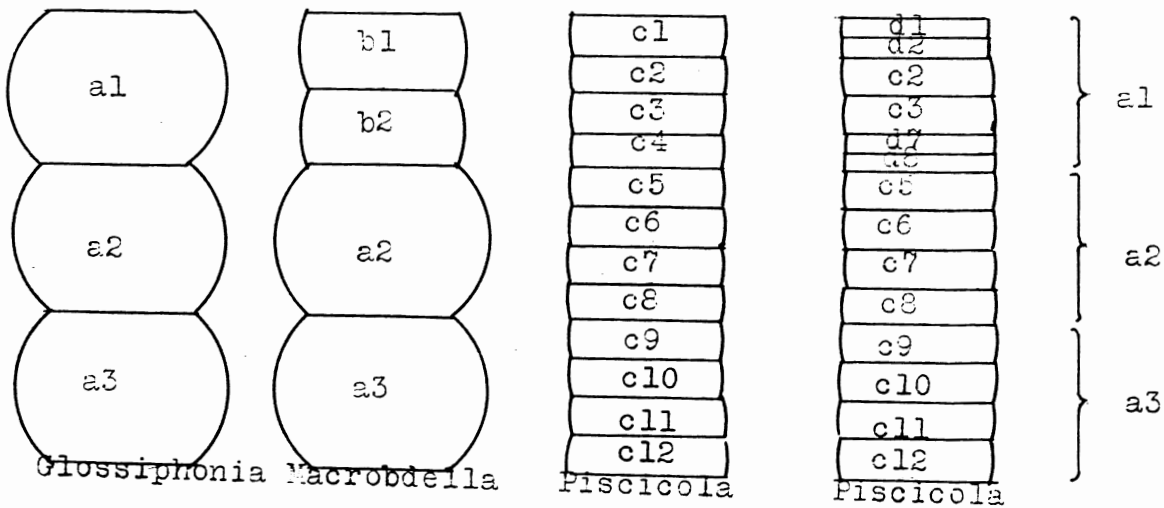 a1
a2
a3
Glossiphonia
b1
b2
a2
a3
Macrobdella
c1
c2
c3
c4
c5
c6
c7
c8
c9
c10
c11
c12
Piscicola
d1
d2
c2
c3
d7
d8
c5
c6
c7
c8
c9
c10
c11
c12
Piscicola
a1
a2
a3